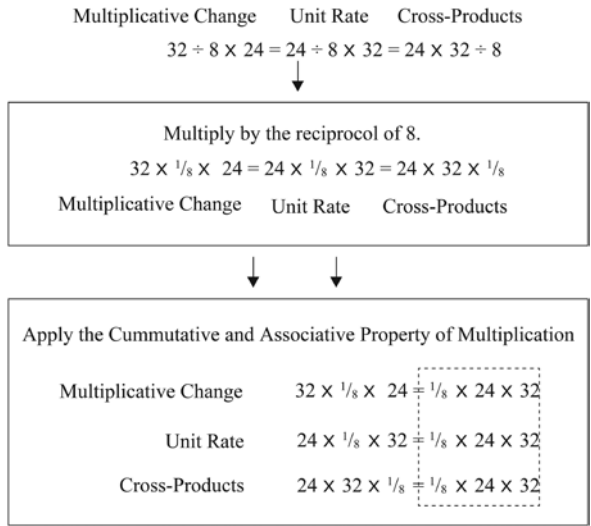 Multiplicative Change Unit Rate Cross-Products
32 ÷ 8 x 24 = 24 ÷ 8 x 32 = 24 x 32 ÷ 8
Multiply by the reciprocol of 8.
32 x 1/8 x 24 = 24 x 1/8 x 32 = 24 x 32 x 1/8
Multiplicative Change Unit Rate Cross-Products
Apply the Cummutative and Associative Property of Multiplication
Multiplicative Change 32 x 1/8 x 24 = 1/8 x 24 x 32
Unit Rate 24 x 1/8 x 32 = 1/8 x 24 x 32
Cross-Products 24 x 32 x 1/8 = 1/8 x 24 x 32